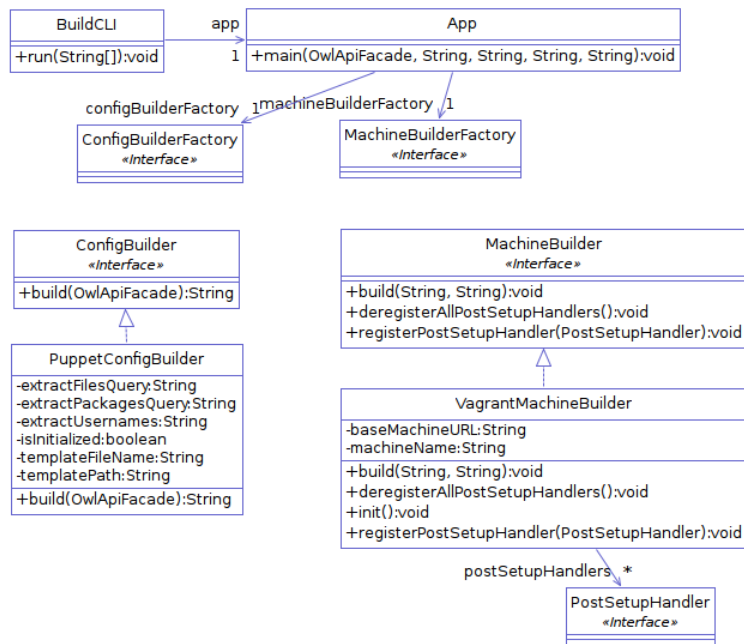 BuildCLI
+run(String[]):void
app
1
App
+main(OwlApiFacade, String, String, String, String):void
configBuilderFactory
1
machineBuilderFactory
1
ConfigBuilderFactory
«Interface»
MachineBuilderFactory
«Interface»
ConfigBuilder
«Interface»
+build(OwlApiFacade):String
PuppetConfigBuilder
-extractFilesQuery:String
-extractPackagesQuery:String
-extractUsernames:String
-isInitialized:boolean
-templateFileName:String
-templatePath:String
+build(OwlApiFacade):String
MachineBuilder
«Interface»
+build(String, String):void
+deregisterAllPostSetupHandlers():void
+registerPostSetupHandler(PostSetupHandler):void
VagrantMachineBuilder
-baseMachineURL:String
-machineName:String
+build(String, String):void
+deregisterAllPostSetupHandlers():void
+init():void
+registerPostSetupHandler(PostSetupHandler):void
postSetupHandlers
*
PostSetupHandler
«Interface»